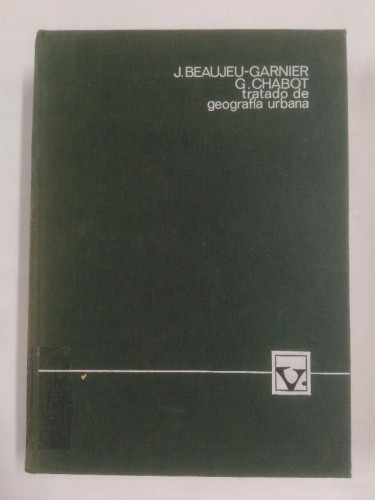 J. BEAUJEU-GARNIER
G. CHABOT
tratado de
geografía urbana
V.